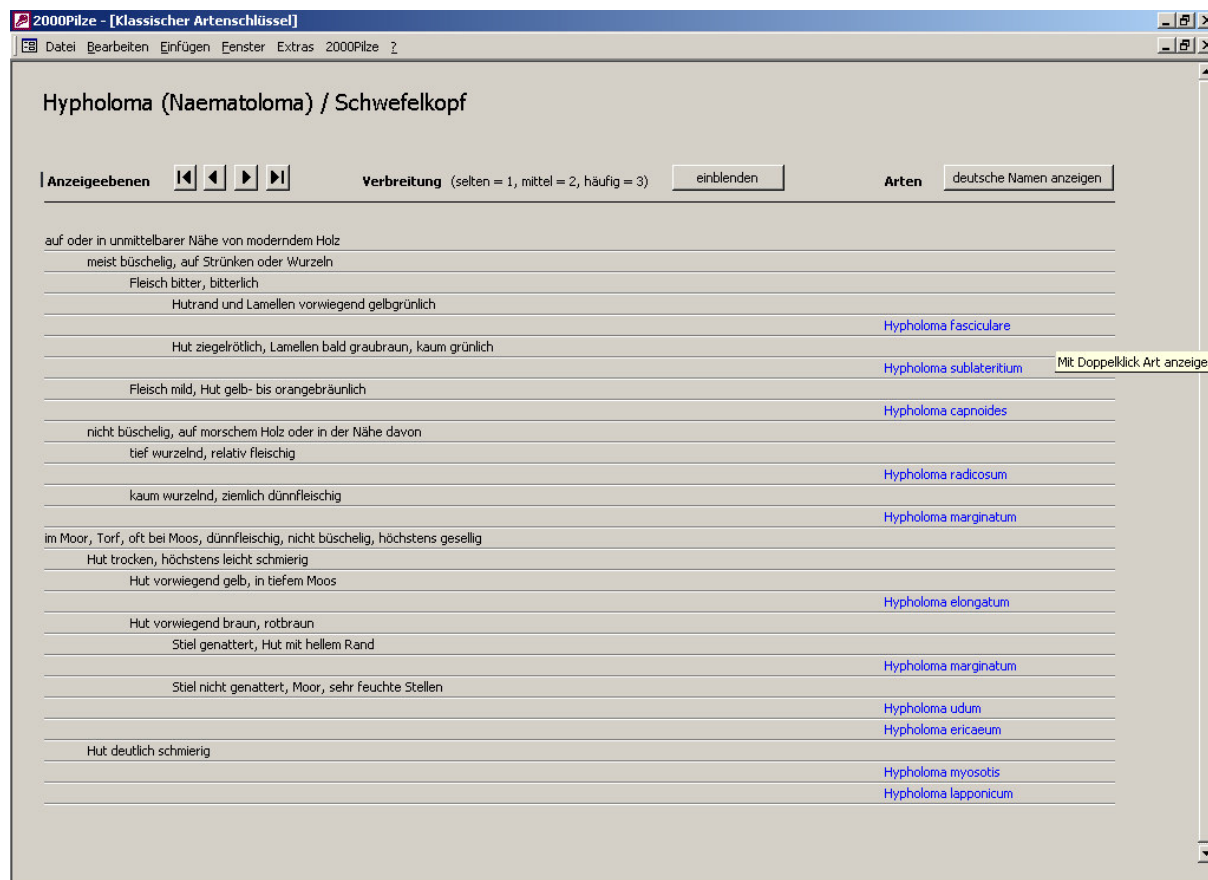 2000Pilze - [Klassischer Artenschlüssel]
Datei Bearbeiten Einfügen Fenster Extras 2000Pilze ?
Hypholoma (Naematoloma) / Schwefelkopf
Anzeigeebenen Verbreitung (selten = 1, mittel = 2, häufig = 3) einblenden Arten deutsche Namen anzeigen
auf oder in unmittelbarer Nähe von moderndem Holz
meist büschelig, auf Strünken oder Wurzeln
Fleisch bitter, bitterlich
Hutrand und Lamellen vorwiegend gelbgrünlich
Hypholoma fasciculare
Hut ziegelrötlich, Lamellen bald graubraun, kaum grünlich
Mit Doppelklick Art anzeige
Hypholoma sublateritium
Fleisch mild, Hut gelb- bis orangebräunlich
Hypholoma capnoides
nicht büschelig, auf morschem Holz oder in der Nähe davon
tief wurzelnd, relativ fleischig
Hypholoma radicosum
kaum wurzelnd, ziemlich dünnfleischig
Hypholoma marginatum
im Moor, Torf, oft bei Moos, dünnfleischig, nicht büschelig, höchstens gesellig
Hut trocken, höchstens leicht schmierig
Hut vorwiegend gelb, in tiefem Moos
Hypholoma elongatum
Hut vorwiegend braun, rotbraun
Stiel genattert, Hut mit hellem Rand
Hypholoma marginatum
Stiel nicht genattert, Moor, sehr feuchte Stellen
Hypholoma udum
Hypholoma ericaeum
Hut deutlich schmierig
Hypholoma myosotis
Hypholoma lapponicum